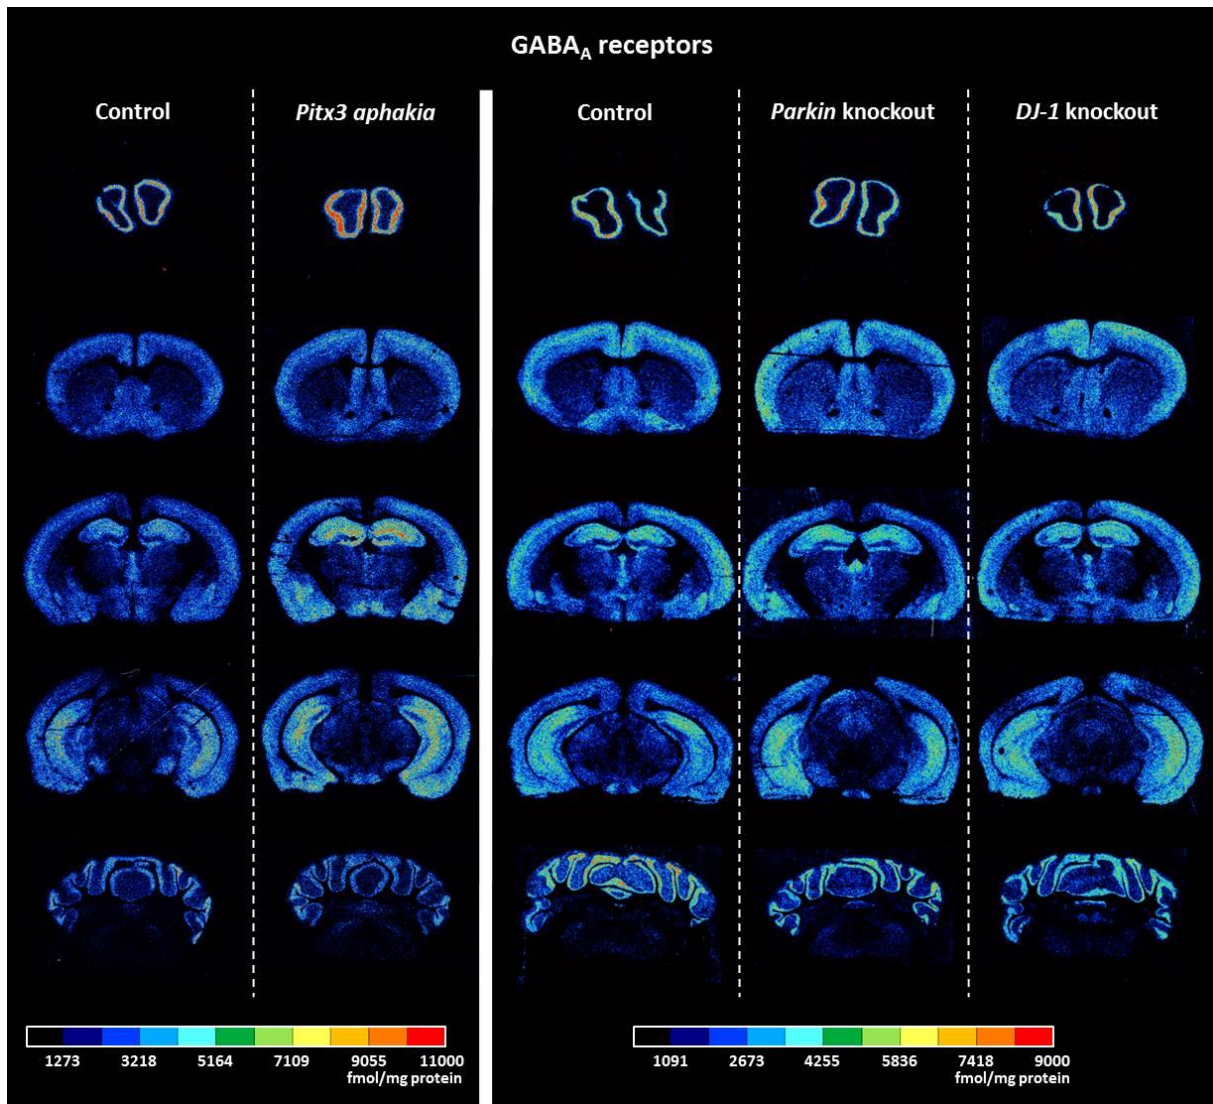 GABAA receptors
Control
Pitx3 aphakia
Control
Parkin knockout
DJ-1 knockout
1273 3218 5164 7109 9055 11000
fmol/mg protein
1091 2673 4255 5836 7418 9000
fmol/mg protein